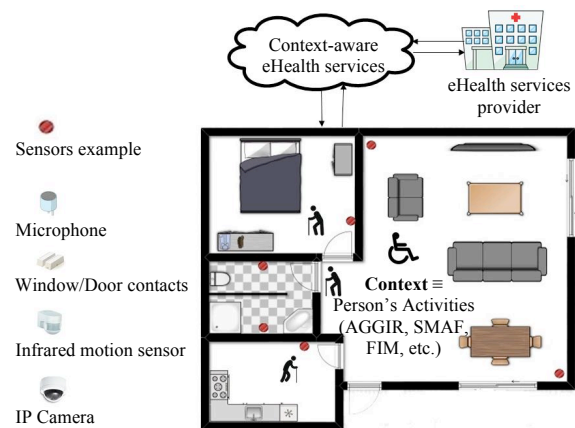 Context-aware
eHealth services
eHealth services
provider
Sensors example
Microphone
Window/Door contacts
Infrared motion sensor
IP Camera
Context ≡
Person's Activities
(AGGIR, SMAF,
FIM, etc.)